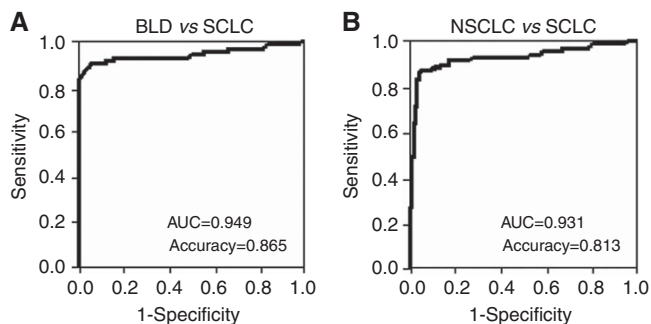 A
BLD vs SCLC
1.0
0.8
0.6
0.4
0.2
0.0
Sensitivity
AUC=0.949
Accuracy=0.865
0.0 0.2 0.4 0.6 0.8 1.0
1-Specificity
B
NSCLC vs SCLC
1.0
0.8
0.6
0.4
0.2
0.0
Sensitivity
AUC=0.931
Accuracy=0.813
0.0 0.2 0.4 0.6 0.8 1.0
1-Specificity